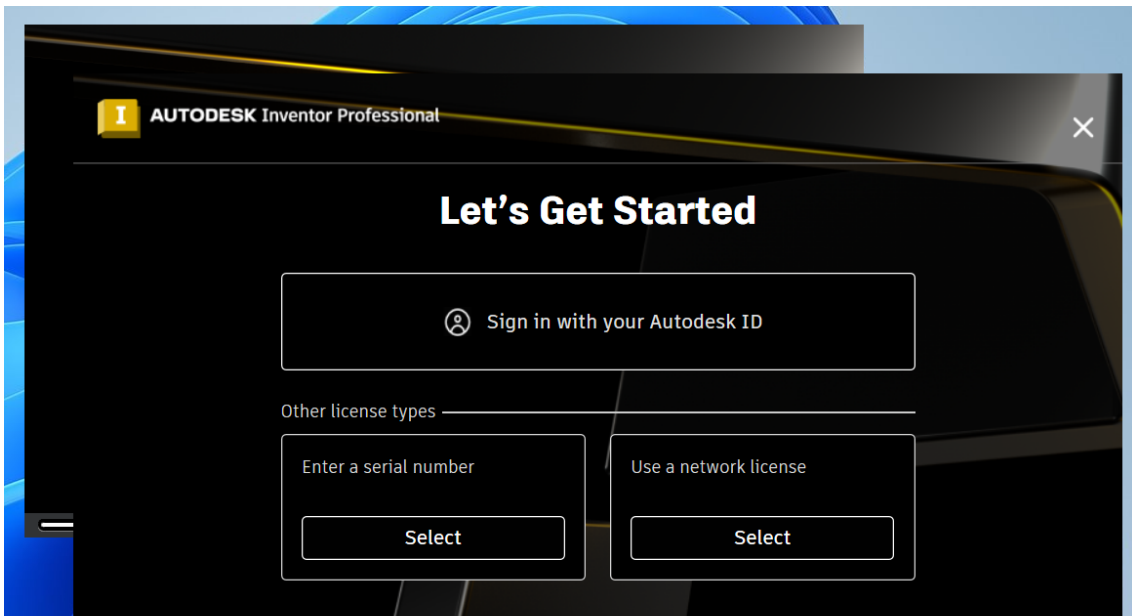 I AUTODESK Inventor Professional
Let's Get Started
Sign in with your Autodesk ID
Other license types
Enter a serial number
Use a network license
Select
Select